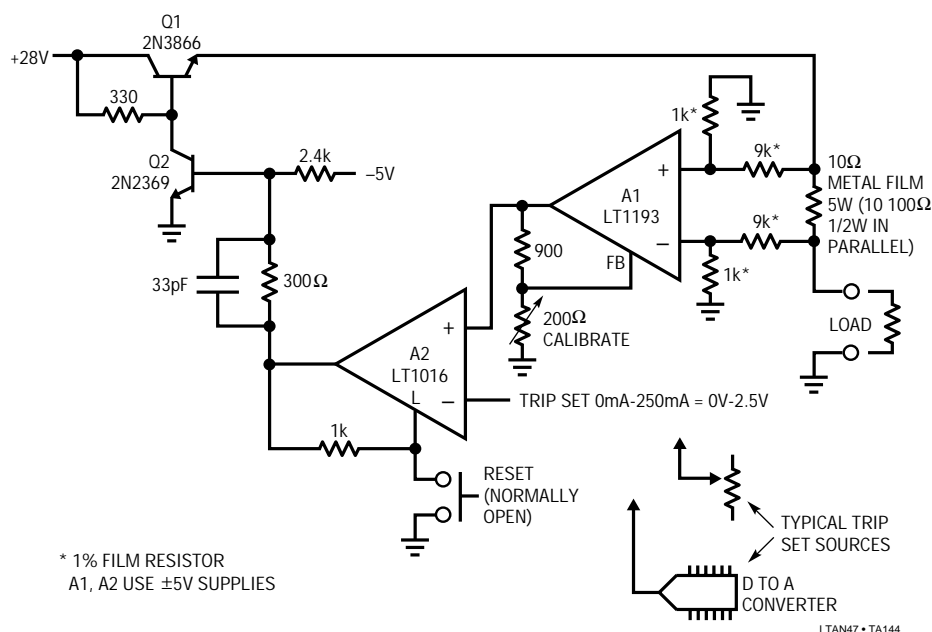 Q1
2N3866
+28V
330
Q2
2N2369
2.4k
–5V
33pF
300Ω
1k*
9k*
10Ω
METAL FILM
5W (10 100Ω
1/2W IN
PARALLEL)
+
A1
LT1193
–
FB
9k*
1k*
900
200Ω
CALIBRATE
LOAD
+
A2
LT1016
L
–
TRIP SET 0mA-250mA = 0V-2.5V
1k
RESET
(NORMALLY
OPEN)
TYPICAL TRIP
SET SOURCES
D TO A
CONVERTER
* 1% FILM RESISTOR
A1, A2 USE ±5V SUPPLIES
LTAN47 • TA144